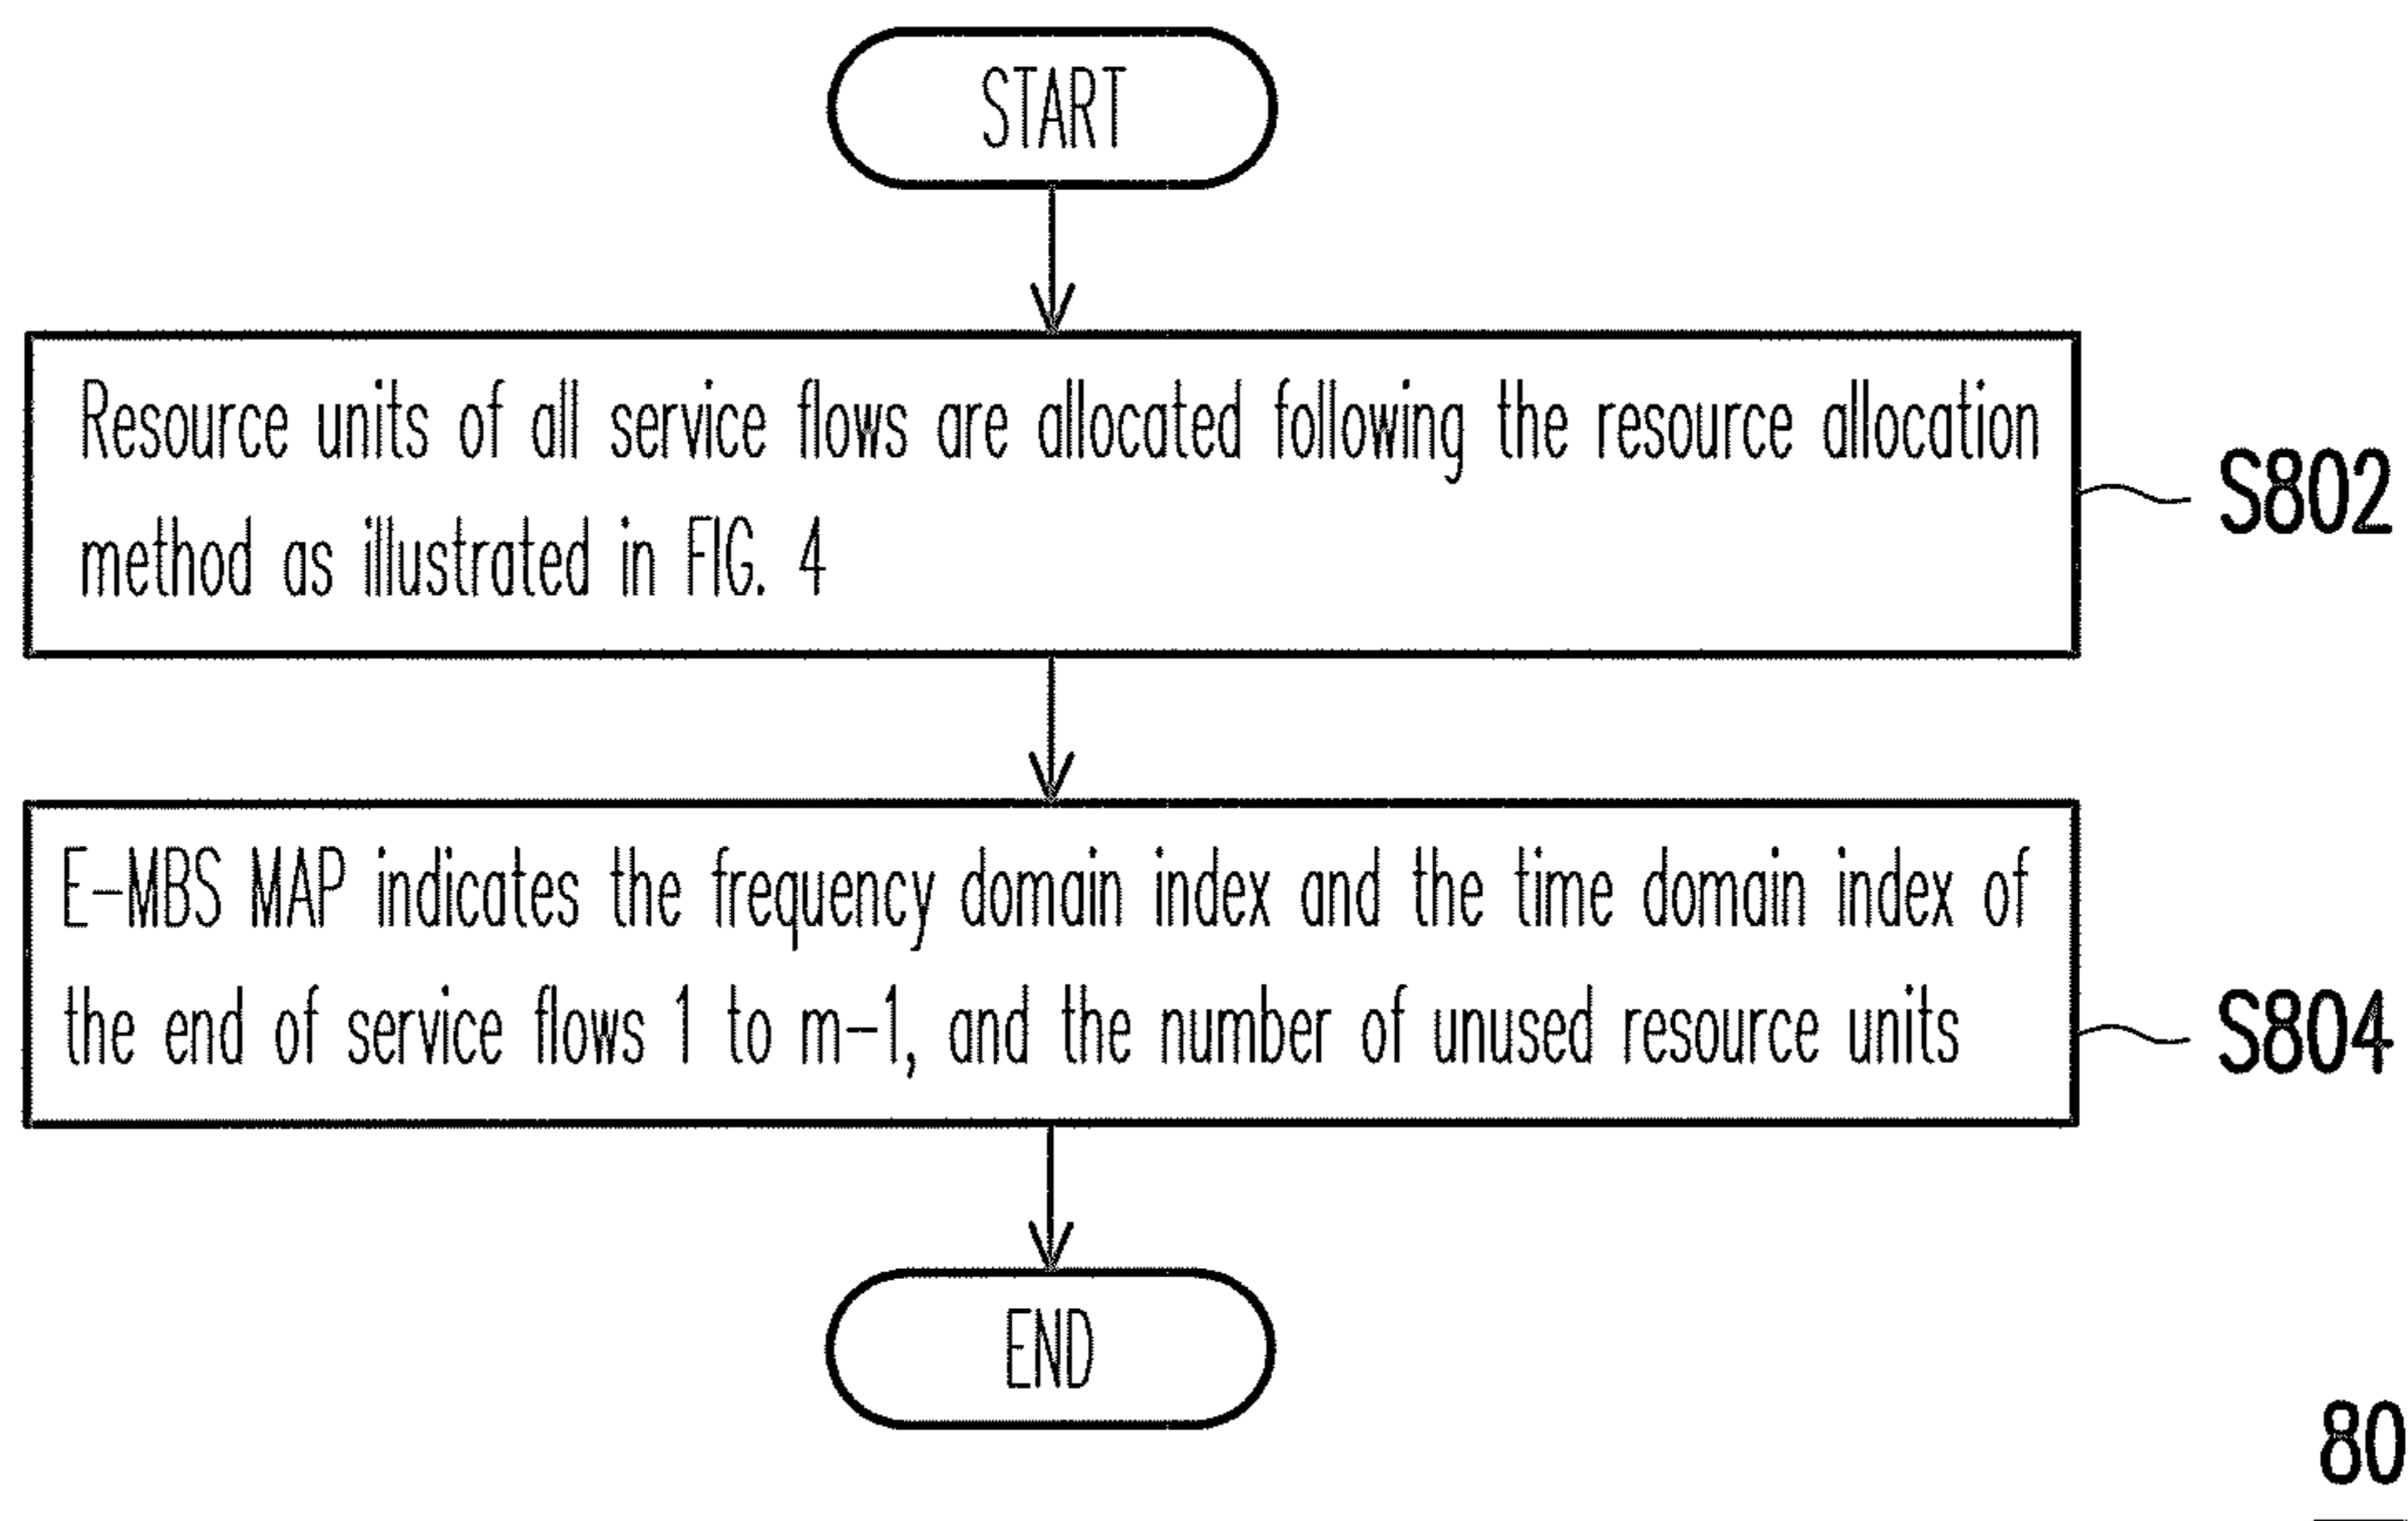 START
Resource units of all service flows are allocated following the resource allocation
method as illustrated in FIG. 4
S802
E-MBS MAP indicates the frequency domain index and the time domain index of
the end of service flows 1 to m-1, and the number of unused resource units
S804
END
80